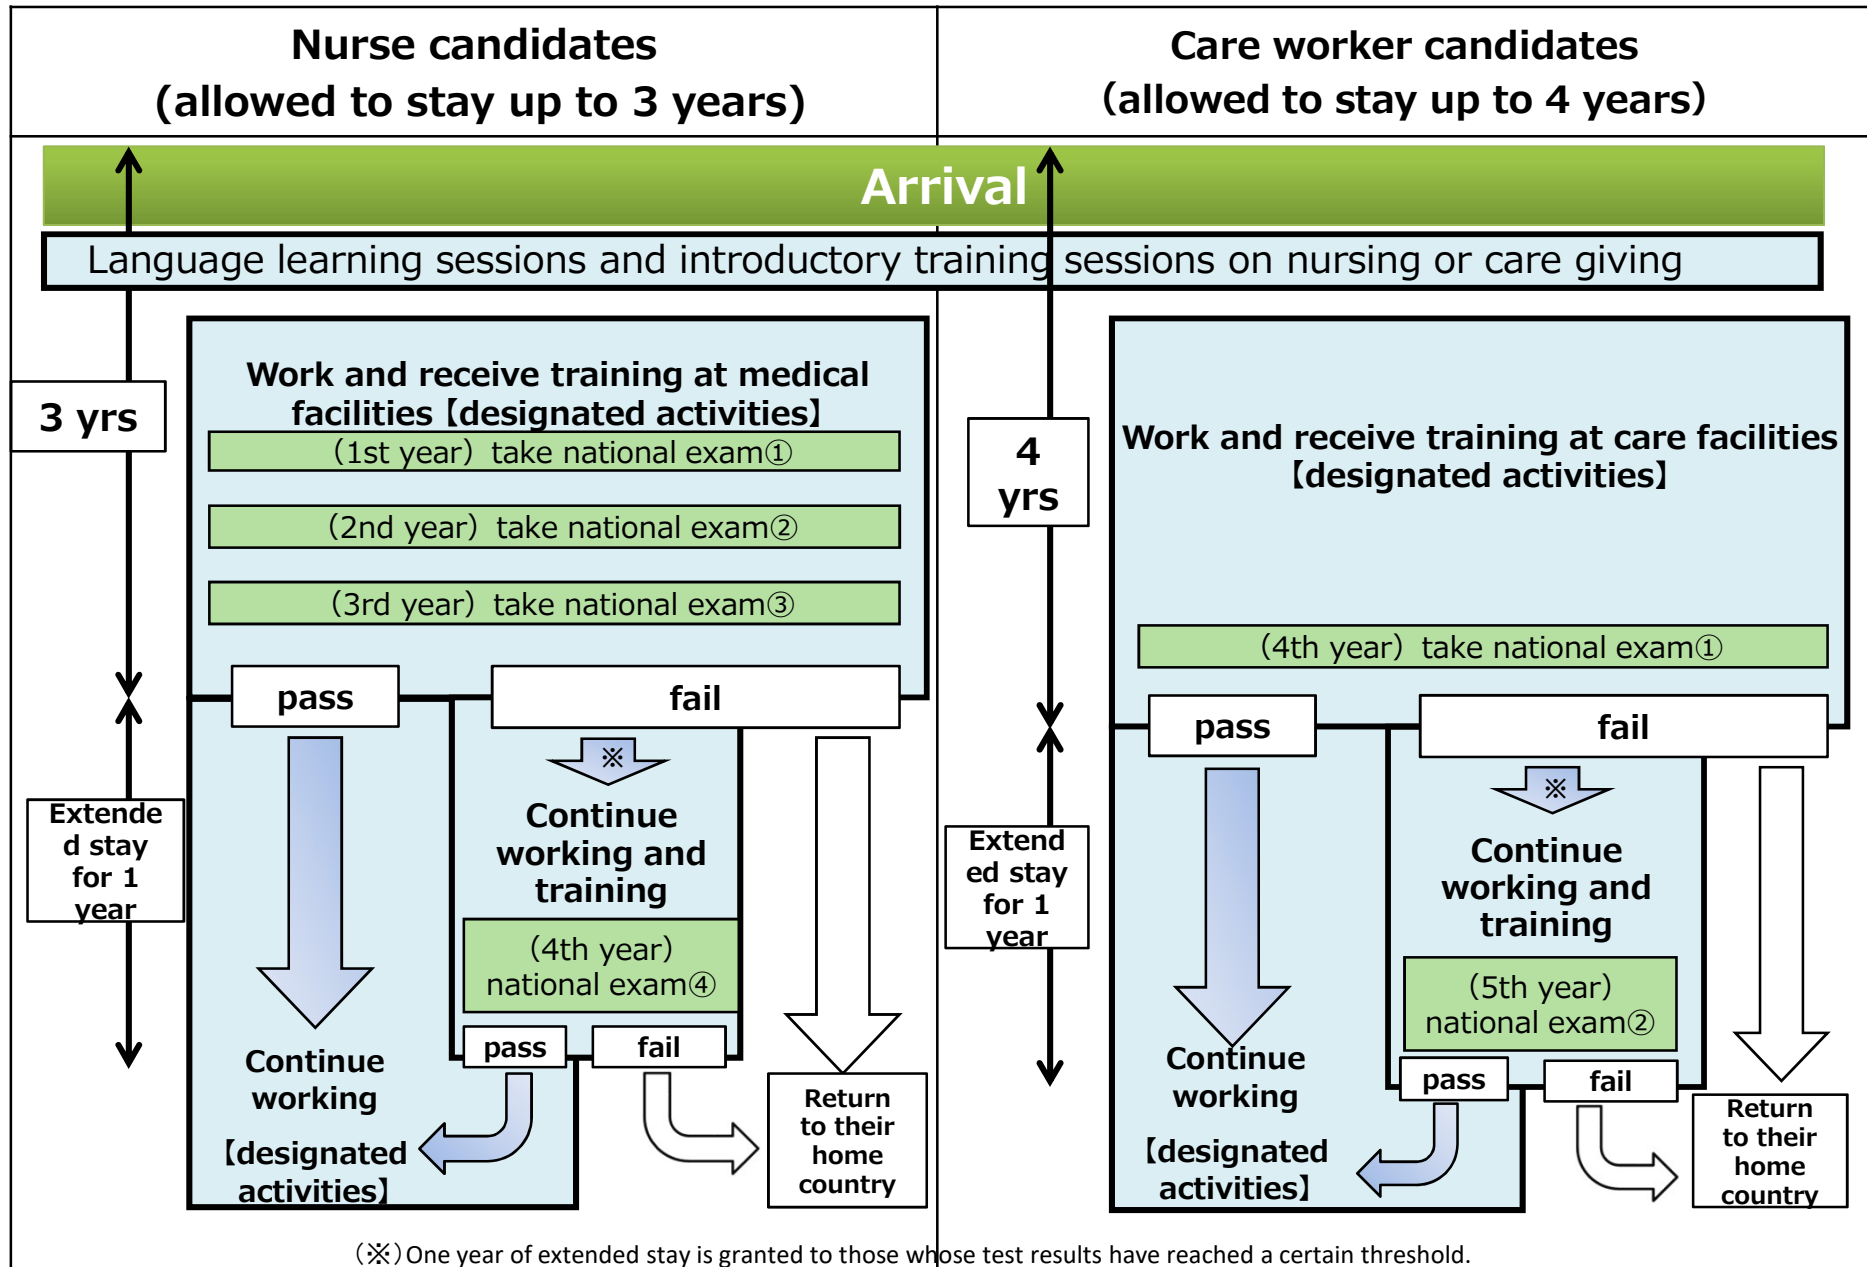 Nurse candidates
(allowed to stay up to 3 years)
Care worker candidates
(allowed to stay up to 4 years)
Arrival
Language learning sessions and introductory training sessions on nursing or care giving
3 yrs
Work and receive training at medical
facilities【designated activities】
(1st year) take national exam①
(2nd year) take national exam②
(3rd year) take national exam③
pass
fail
Extende
d stay
for 1
year
※
Continue
working and
training
(4th year)
national exam④
pass
fail
Continue
working
【designated
activities】
Return
to their
home
country
4
yrs
Work and receive training at care facilities
【designated activities】
(4th year) take national exam①
pass
fail
Extend
ed stay
for 1
year
※
Continue
working and
training
(5th year)
national exam②
pass
fail
Continue
working
【designated
activities】
Return
to their
home
country
(※)One year of extended stay is granted to those whose test results have reached a certain threshold.